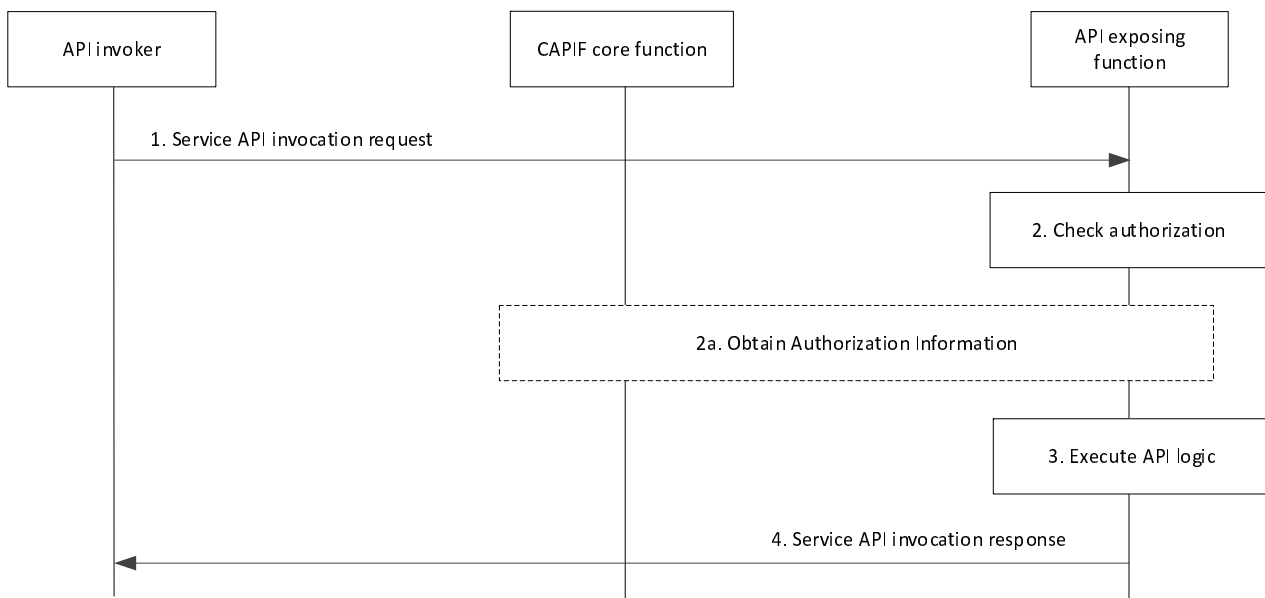 API invoker
CAPIF core function
API exposing
function
1. Service API invocation request
2. Check authorization
2a. Obtain Authorization Information
3. Execute API logic
4. Service API invocation response